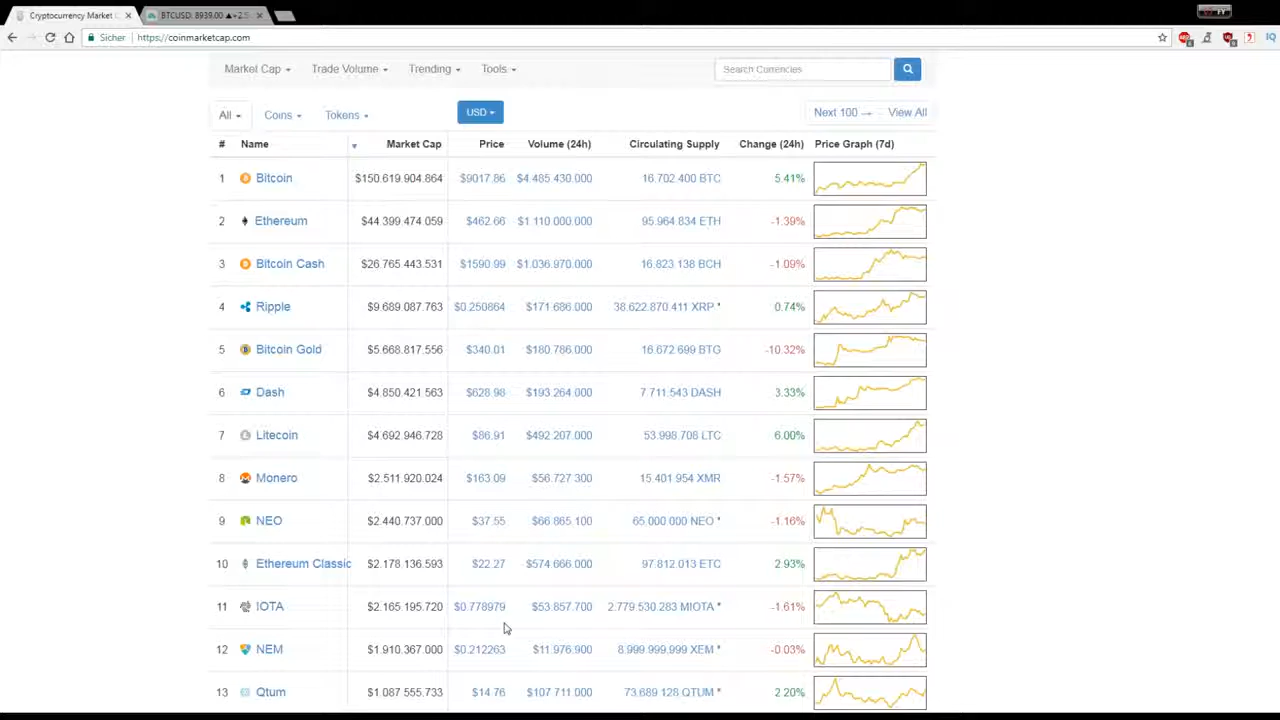 Cryptocurrency Market
BTCUSD: 8939.00 ▲+2.5
Sicher https://coinmarketcap.com
Market Cap Trade Volume Trending Tools Search Currencies
All Coins Tokens USD Next 100 → View All
# Name Market Cap Price Volume (24h) Circulating Supply Change (24h) Price Graph (7d)
1 Bitcoin $150.619.904.864 $9017.86 $4.485.430.000 16.702.400 BTC 5.41%
2 Ethereum $44.399.474.059 $462.66 $1.110.000.000 95.964.834 ETH -1.39%
3 Bitcoin Cash $26.765.443.531 $1590.99 $1.036.970.000 16.823.138 BCH -1.09%
4 Ripple $9.689.087.763 $0.250864 $171.686.000 38.622.870.411 XRP * 0.74%
5 Bitcoin Gold $5.668.817.556 $340.01 $180.786.000 16.672.699 BTG -10.32%
6 Dash $4.850.421.563 $628.98 $193.264.000 7.711.543 DASH 3.33%
7 Litecoin $4.692.946.728 $86.91 $492.207.000 53.998.708 LTC 6.00%
8 Monero $2.511.920.024 $163.09 $56.727.300 15.401.954 XMR -1.57%
9 NEO $2.440.737.000 $37.55 $66.865.100 65.000.000 NEO * -1.16%
10 Ethereum Classic $2.178.136.593 $22.27 $574.666.000 97.812.013 ETC 2.93%
11 IOTA $2.165.195.720 $0.778979 $53.857.700 2.779.530.283 MIOTA * -1.61%
12 NEM $1.910.367.000 $0.212263 $11.976.900 8.999.999.999 XEM * -0.03%
13 Qtum $1.087.555.733 $14.76 $107.711.000 73.689.128 QTUM * 2.20%